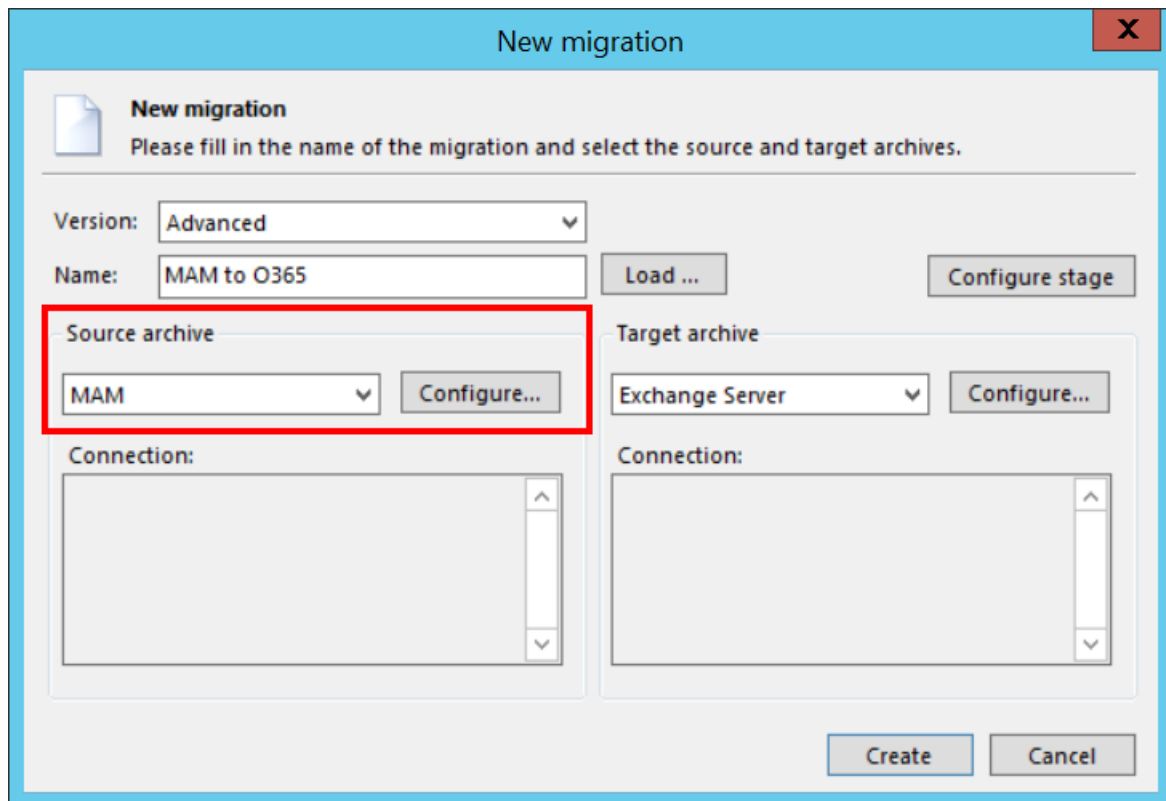 New migration
X
New migration
Please fill in the name of the migration and select the source and target archives.
Version: Advanced
Name: MAM to O365 Load ... Configure stage
Source archive Target archive
MAM Configure... Exchange Server Configure...
Connection: Connection:
Create Cancel